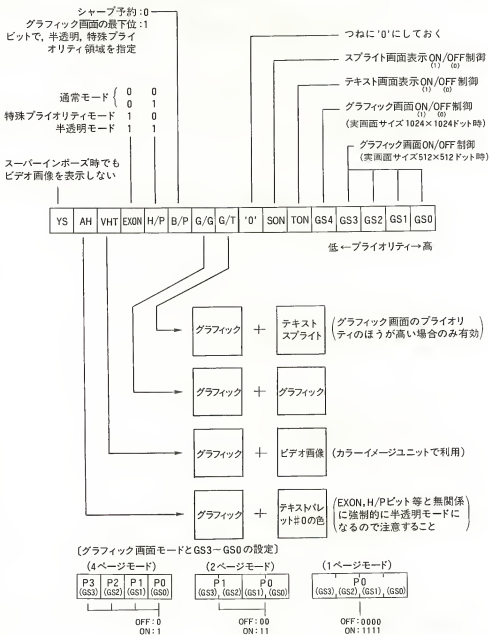 シャープ予約:0
グラフィック画面の最下位:1
ビットで,半透明,特殊プライ
オリティ領域を指定
つねに'0'にしておく
スプライト画面表示ON/OFF制御
(1) (0)
テキスト画面表示ON/OFF制御
(1) (0)
グラフィック画面ON/OFF制御
(1) (0)
(実画面サイズ1024×1024ドット時)
グラフィック画面ON/OFF制御
(実画面サイズ512×512ドット時)
通常モード { 0 0
0 1
特殊プライオリティモード 1 0
半透明モード 1 1
スーパーインポーズ時でも
ビデオ画像を表示しない
YS AH VHT EXON H/P B/P G/G G/T '0' SON TON GS4 GS3 GS2 GS1 GS0
低←プライオリティ→高
グラフィック + テキスト
スプライト
(グラフィック画面のプライオリ
ティのほうが高い場合のみ有効)
グラフィック + グラフィック
グラフィック + ビデオ画像 (カラーイメージユニットで利用)
グラフィック + テキストパレ
ット#0の色
(EXON, H/Pビット等と無関係
に強制的に半透明モードに
なるので注意すること)
〔グラフィック画面モードとGS3〜GS0の設定〕
(4ページモード) (2ページモード) (1ページモード)
P3 P2 P1 P0
(GS3) (GS2) (GS1) (GS0)
P1 P0
(GS3),(GS2) (GS1),(GS0)
P0
(GS3),(GS2),(GS1),(GS0)
OFF:0
ON:1
OFF:00
ON:11
OFF:0000
ON:1111